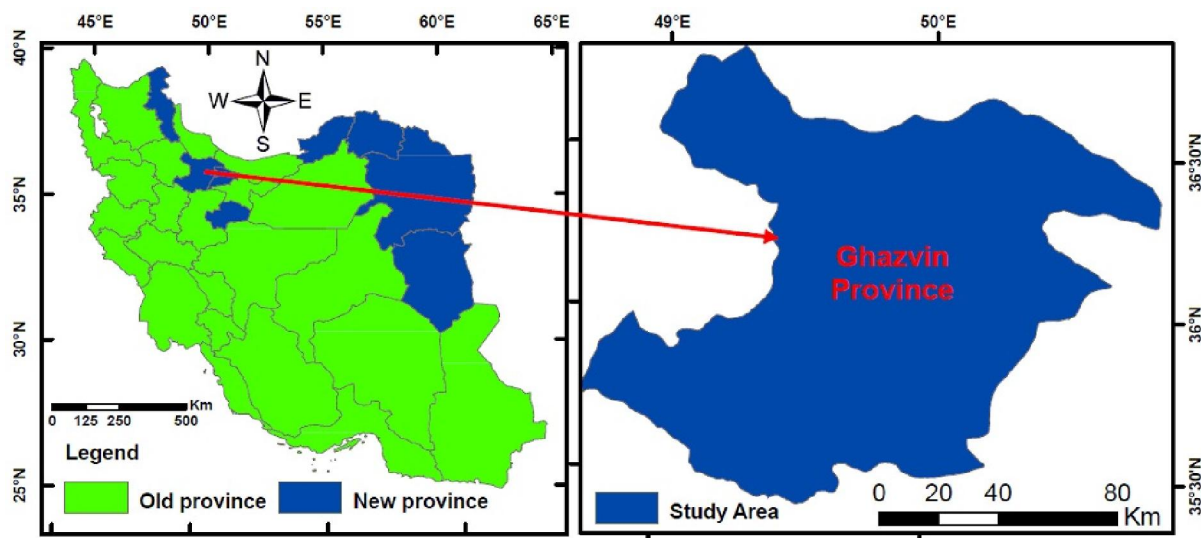 45°E 50°E 55°E 60°E 65°E
40°N
35°N
30°N
25°N
N
W E
S
Km
0 125 250 500
Legend
Old province New province
49°E 50°E
36°30'N
36°N
35°30'N
Ghazvin
Province
Study Area
0 20 40 80
Km